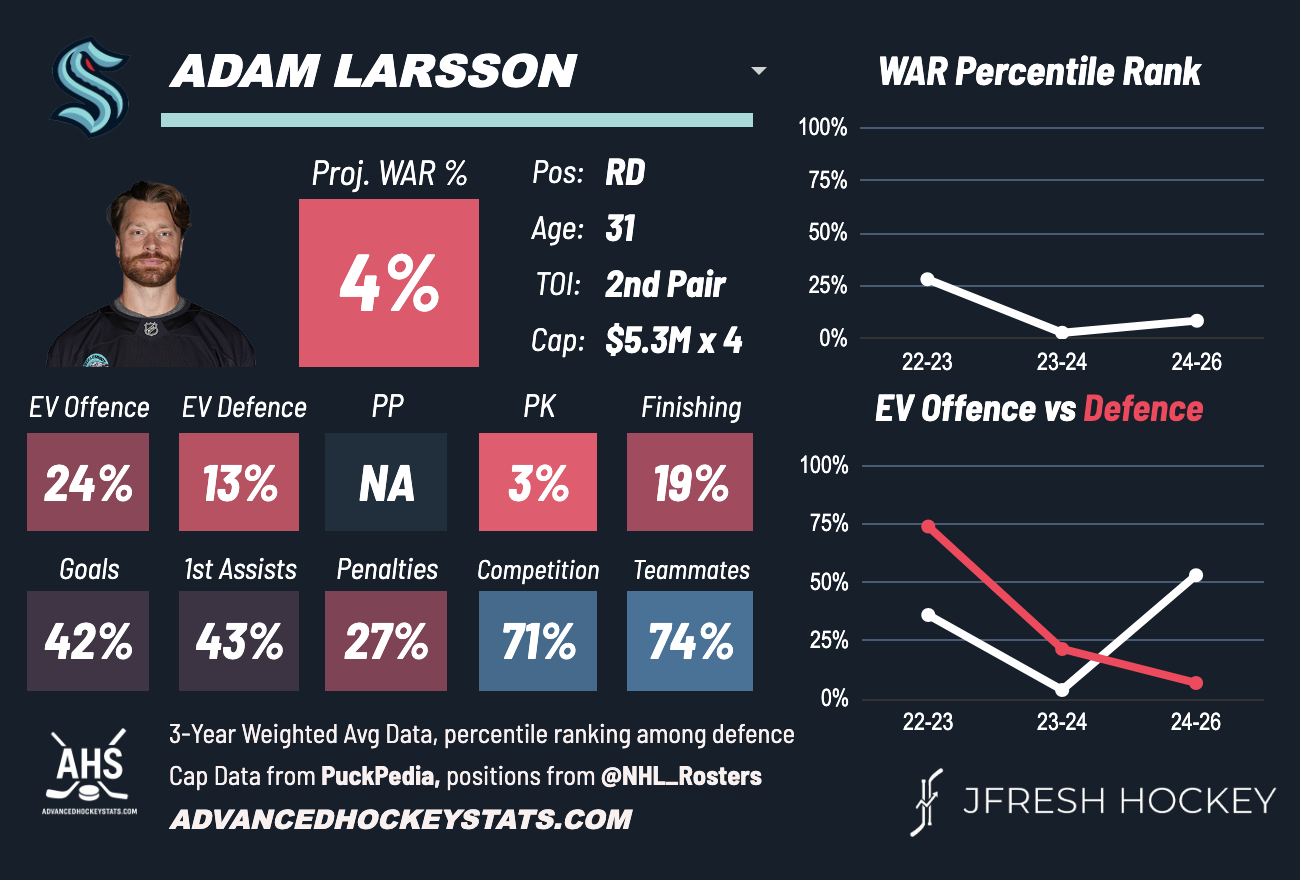 ADAM LARSSON
Proj. WAR %
4%
Pos: RD
Age: 31
TOI: 2nd Pair
Cap: $5.3M x 4
EV Offence EV Defence PP PK Finishing
24% 13% NA 3% 19%
Goals 1st Assists Penalties Competition Teammates
42% 43% 27% 71% 74%
WAR Percentile Rank
100%
75%
50%
25%
0%
22-23 23-24 24-26
EV Offence vs Defence
100%
75%
50%
25%
0%
22-23 23-24 24-26
AHS
ADVANCEDHOCKEYSTATS.COM
3-Year Weighted Avg Data, percentile ranking among defence
Cap Data from PuckPedia, positions from @NHL_Rosters
ADVANCEDHOCKEYSTATS.COM
JFRESH HOCKEY